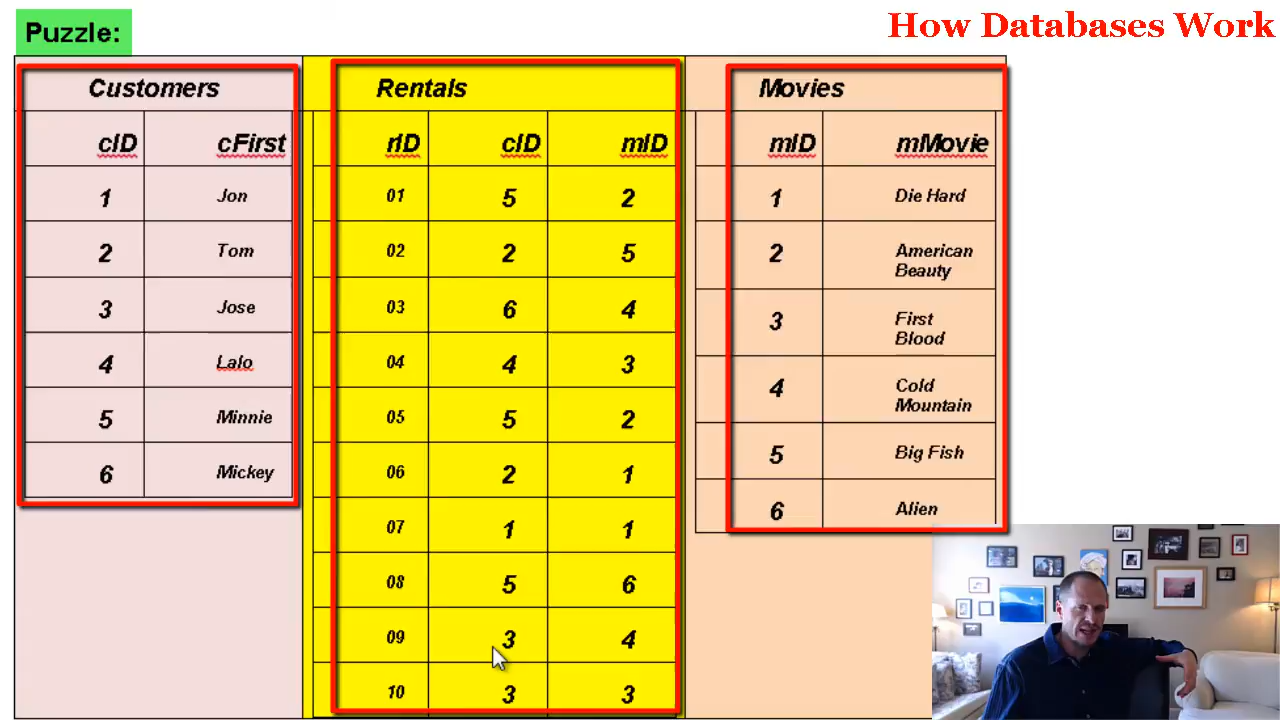 Puzzle:
How Databases Work
Customers
cID cFirst
1 Jon
2 Tom
3 Jose
4 Lalo
5 Minnie
6 Mickey
Rentals
rID cID mID
01 5 2
02 2 5
03 6 4
04 4 3
05 5 2
06 2 1
07 1 1
08 5 6
09 3 4
10 3 3
Movies
mID mMovie
1 Die Hard
2 American
Beauty
3 First
Blood
4 Cold
Mountain
5 Big Fish
6 Alien